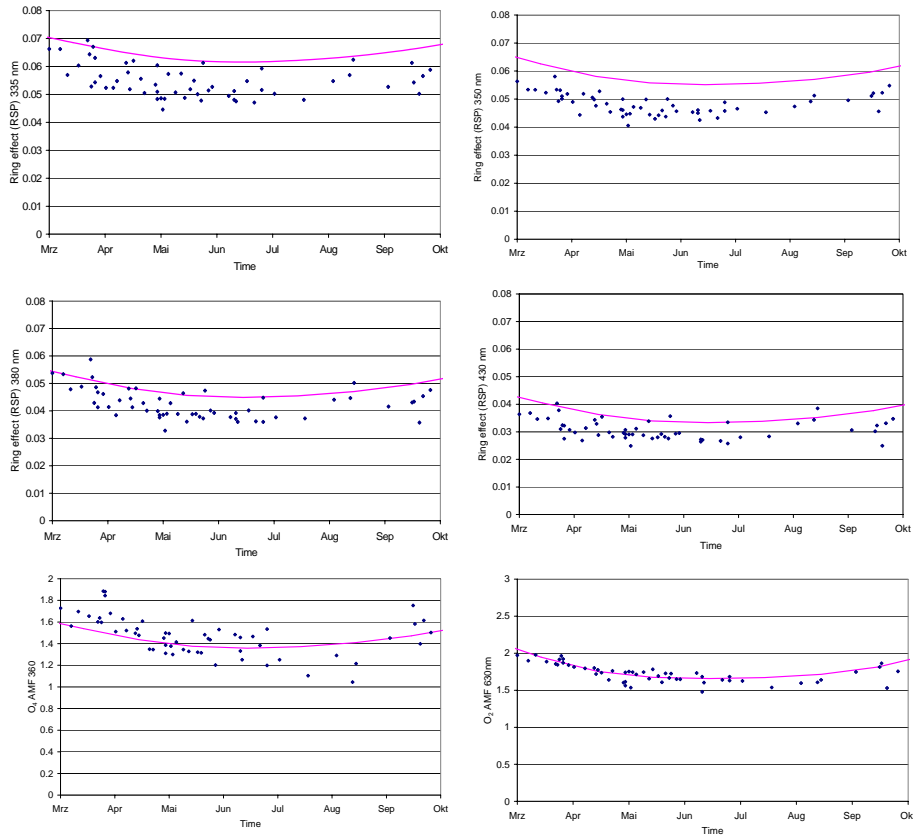 0.08
0.07
0.06
0.05
0.04
0.03
0.02
0.01
0
Ring effect (RSP) 335 nm
Mrz Apr Mai Jun Jul Aug Sep Okt
Time
0.08
0.07
0.06
0.05
0.04
0.03
0.02
0.01
0
Ring effect (RSP) 350 nm
Mrz Apr Mai Jun Jul Aug Sep Okt
Time
0.08
0.07
0.06
0.05
0.04
0.03
0.02
0.01
0
Ring effect (RSP) 380 nm
Mrz Apr Mai Jun Jul Aug Sep Okt
Time
0.08
0.07
0.06
0.05
0.04
0.03
0.02
0.01
0
Ring effect (RSP) 430 nm
Mrz Apr Mai Jun Jul Aug Sep Okt
Time
2
1.8
1.6
1.4
1.2
1
0.8
0.6
0.4
0.2
0
O₄ AMF 360
Mrz Apr Mai Jun Jul Aug Sep Okt
Time
3
2
2
1
1
0
O₂ AMF 630nm
Mrz Apr Mai Jun Jul Aug Sep Ok
Time